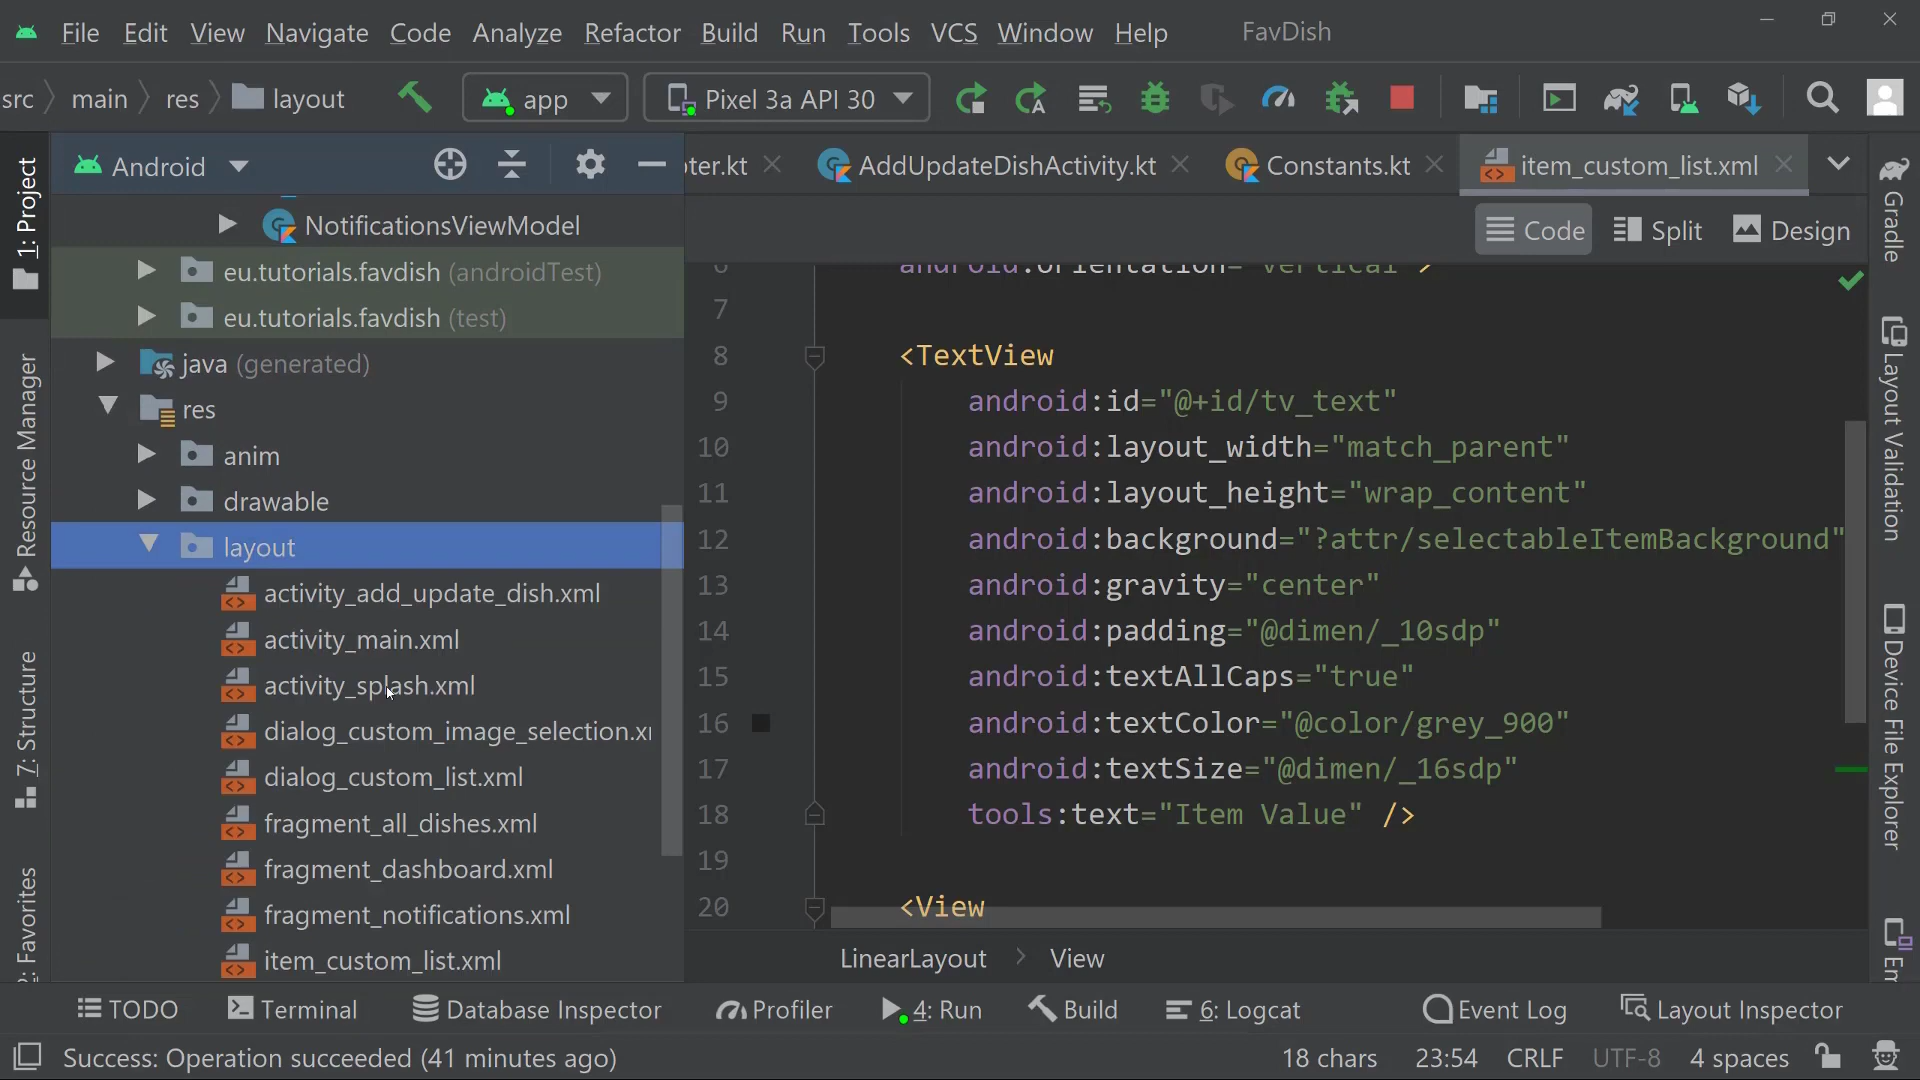 File Edit View Navigate Code Analyze Refactor Build Run Tools VCS Window Help FavDish
src main res layout app Pixel 3a API 30
Android
ter.kt AddUpdateDishActivity.kt Constants.kt item_custom_list.xml
Code Split Design
1: Project
Resource Manager
7: Structure
2: Favorites
NotificationsViewModel
eu.tutorials.favdish (androidTest)
eu.tutorials.favdish (test)
java (generated)
res
anim
drawable
layout
activity_add_update_dish.xml
activity_main.xml
activity_splash.xml
dialog_custom_image_selection.x
dialog_custom_list.xml
fragment_all_dishes.xml
fragment_dashboard.xml
fragment_notifications.xml
item_custom_list.xml
6 android:orientation="vertical">
7
8 <TextView
9 android:id="@+id/tv_text"
10 android:layout_width="match_parent"
11 android:layout_height="wrap_content"
12 android:background="?attr/selectableItemBackground"
13 android:gravity="center"
14 android:padding="@dimen/_10sdp"
15 android:textAllCaps="true"
16 android:textColor="@color/grey_900"
17 android:textSize="@dimen/_16sdp"
18 tools:text="Item Value" />
19
20 <View
LinearLayout View
Gradle
Layout Validation
Device File Explorer
Em
TODO Terminal Database Inspector Profiler 4: Run Build 6: Logcat Event Log Layout Inspector
Success: Operation succeeded (41 minutes ago) 18 chars 23:54 CRLF UTF-8 4 spaces